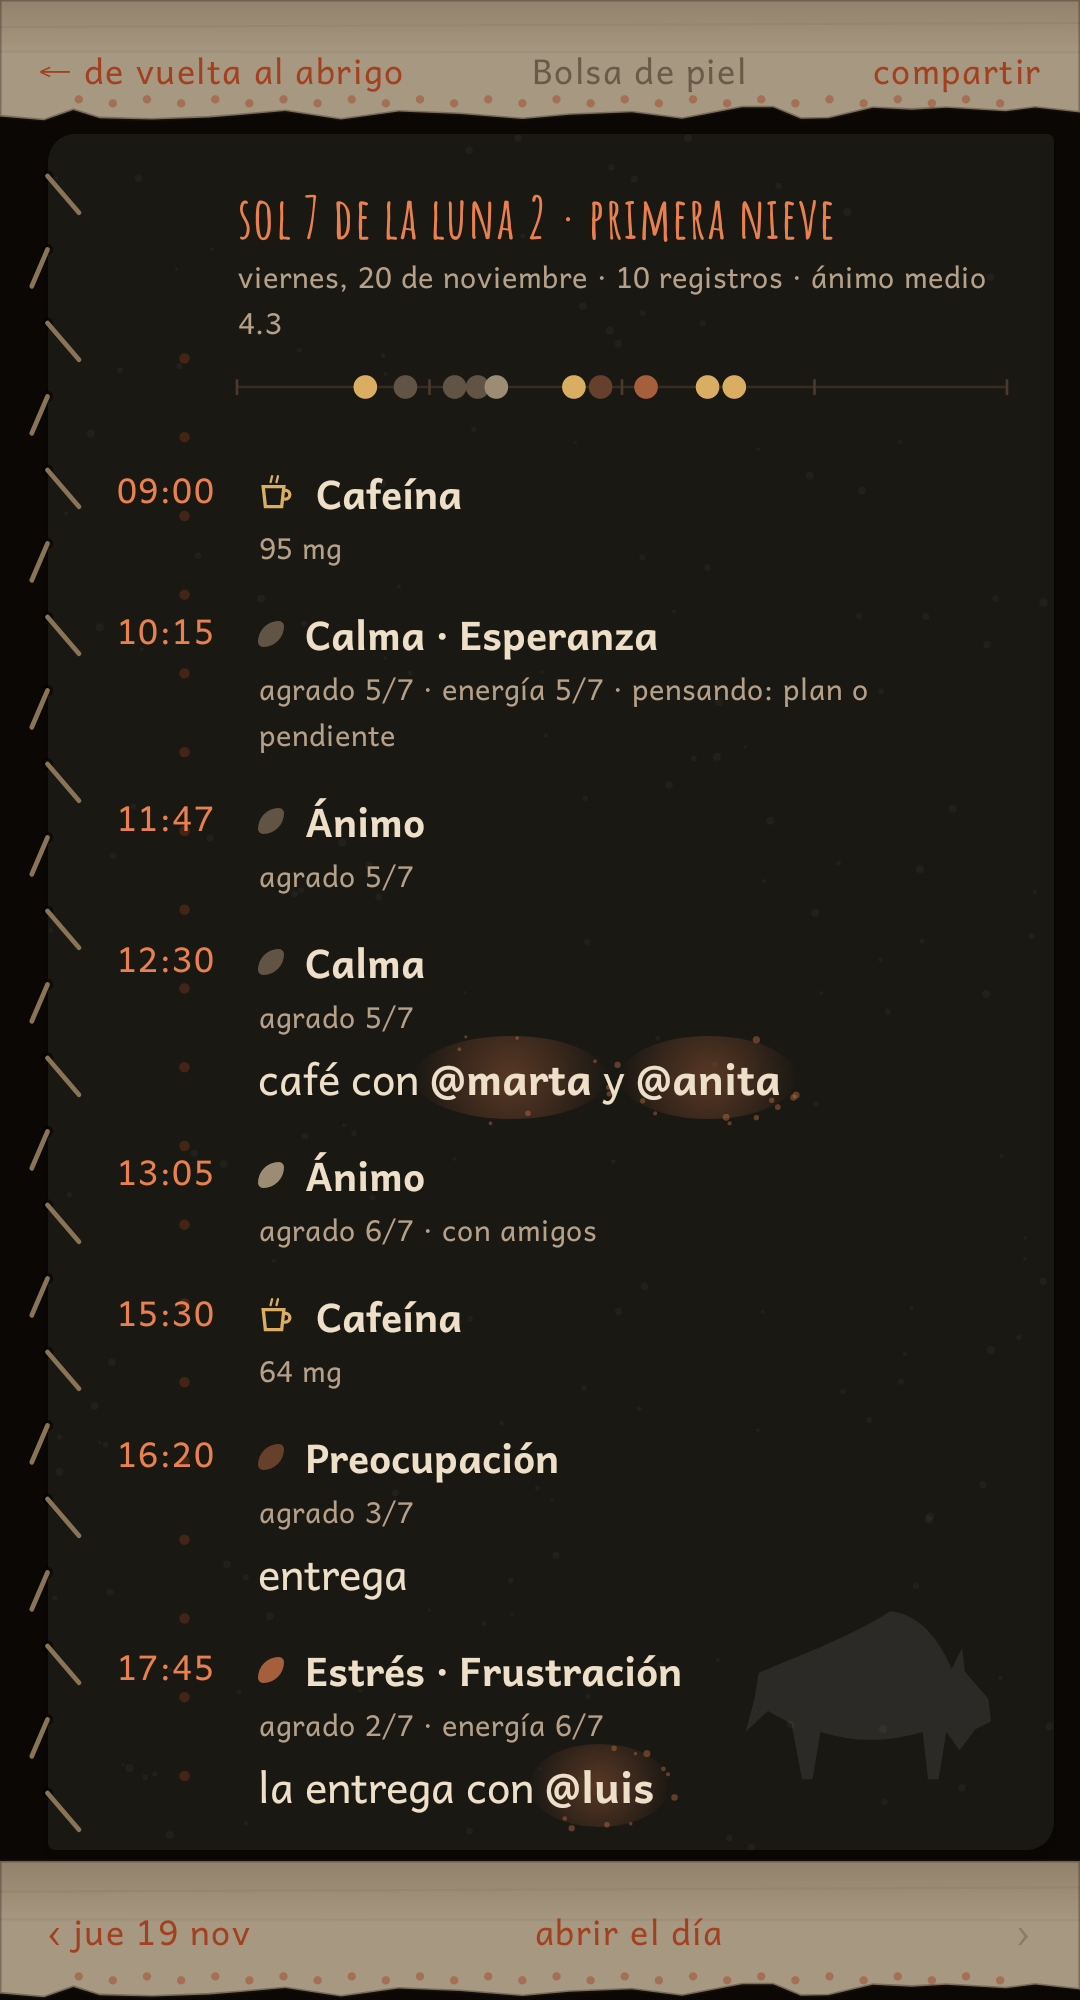 ← de vuelta al abrigo
Bolsa de piel
compartir
SOL 7 DE LA LUNA 2 · PRIMERA NIEVE
viernes, 20 de noviembre · 10 registros · ánimo medio
4.3
09:00 Cafeína
95 mg
10:15 Calma · Esperanza
agrado 5/7 · energía 5/7 · pensando: plan o
pendiente
11:47 Ánimo
agrado 5/7
12:30 Calma
agrado 5/7
café con @marta y @anita
13:05 Ánimo
agrado 6/7 · con amigos
15:30 Cafeína
64 mg
16:20 Preocupación
agrado 3/7
entrega
17:45 Estrés · Frustración
agrado 2/7 · energía 6/7
la entrega con @luis
‹ jue 19 nov
abrir el día
›